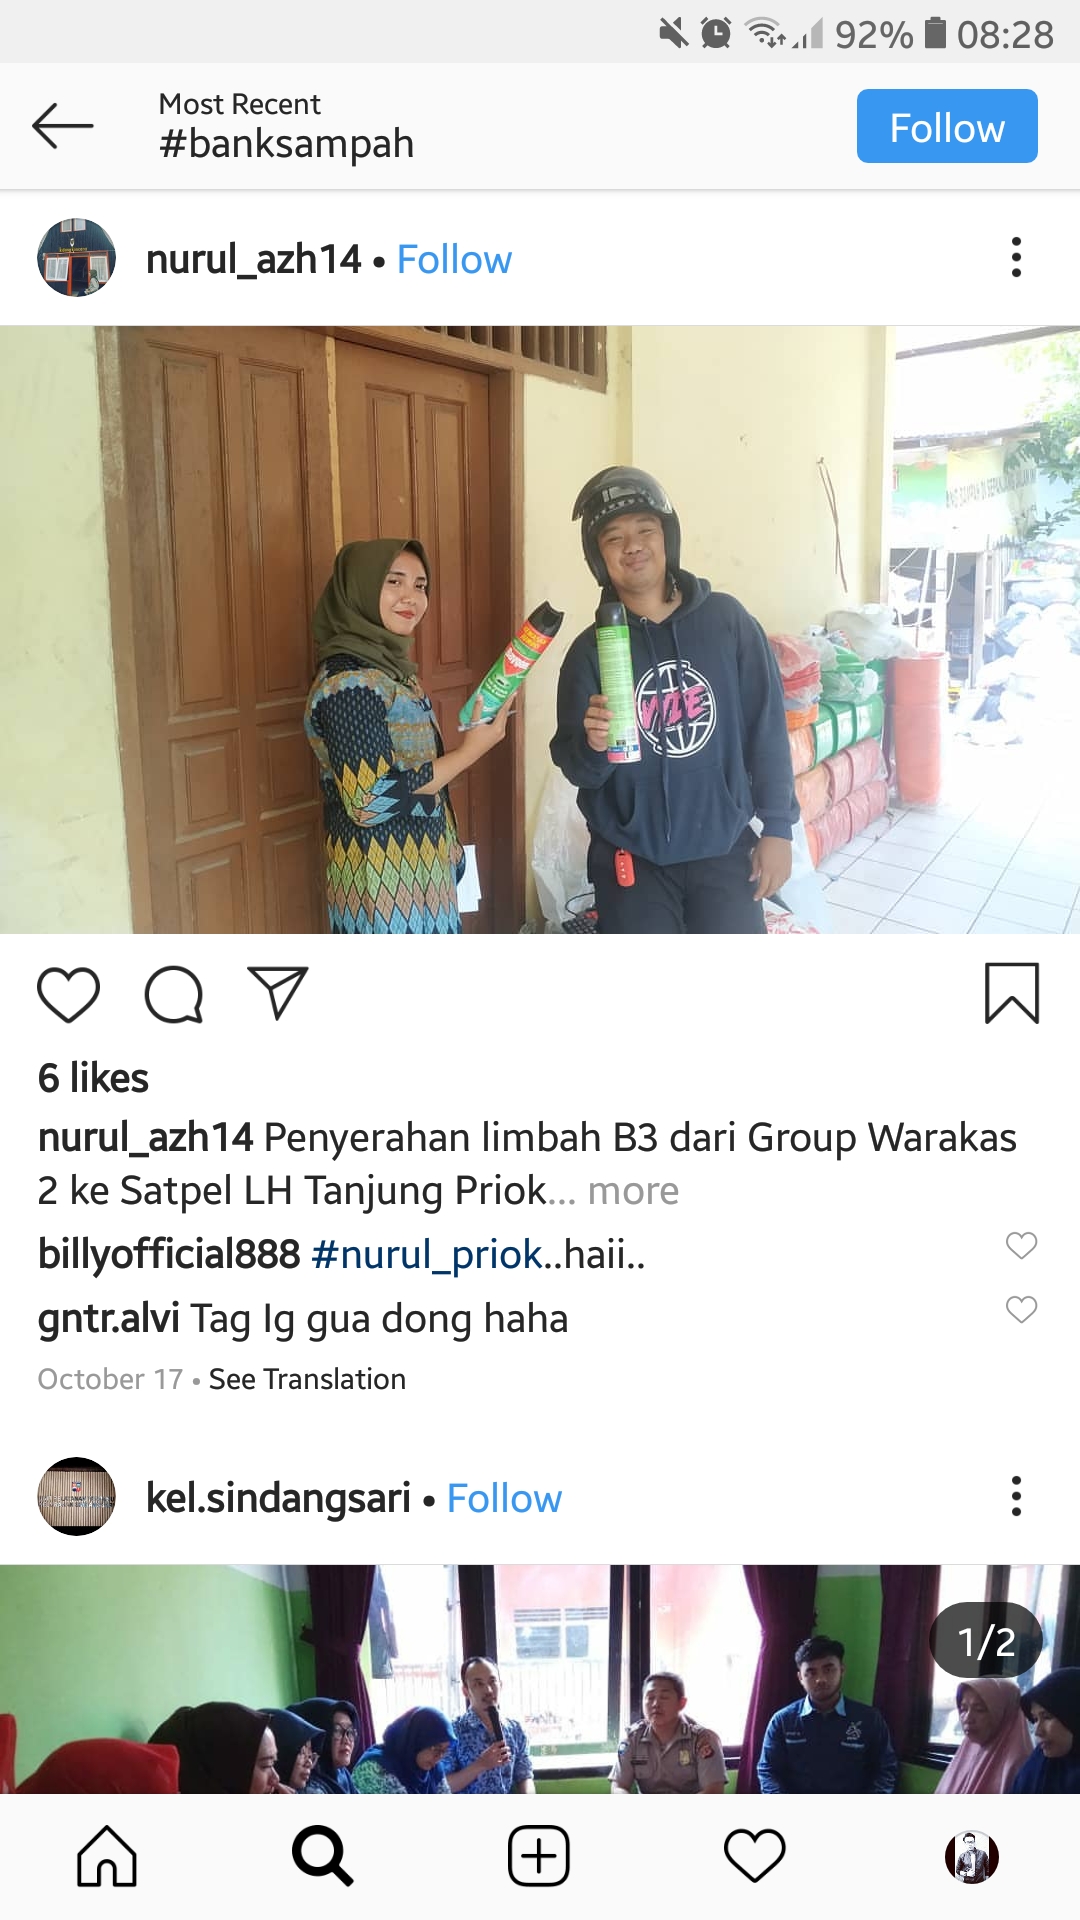 92% 08:28
Most Recent
#banksampah
Follow
nurul_azh14 • Follow
WIE
6 likes
nurul_azh14 Penyerahan limbah B3 dari Group Warakas
2 ke Satpel LH Tanjung Priok... more
billyofficial888 #nurul_priok..haii..
gntr.alvi Tag Ig gua dong haha
October 17 • See Translation
kel.sindangsari • Follow
1/2